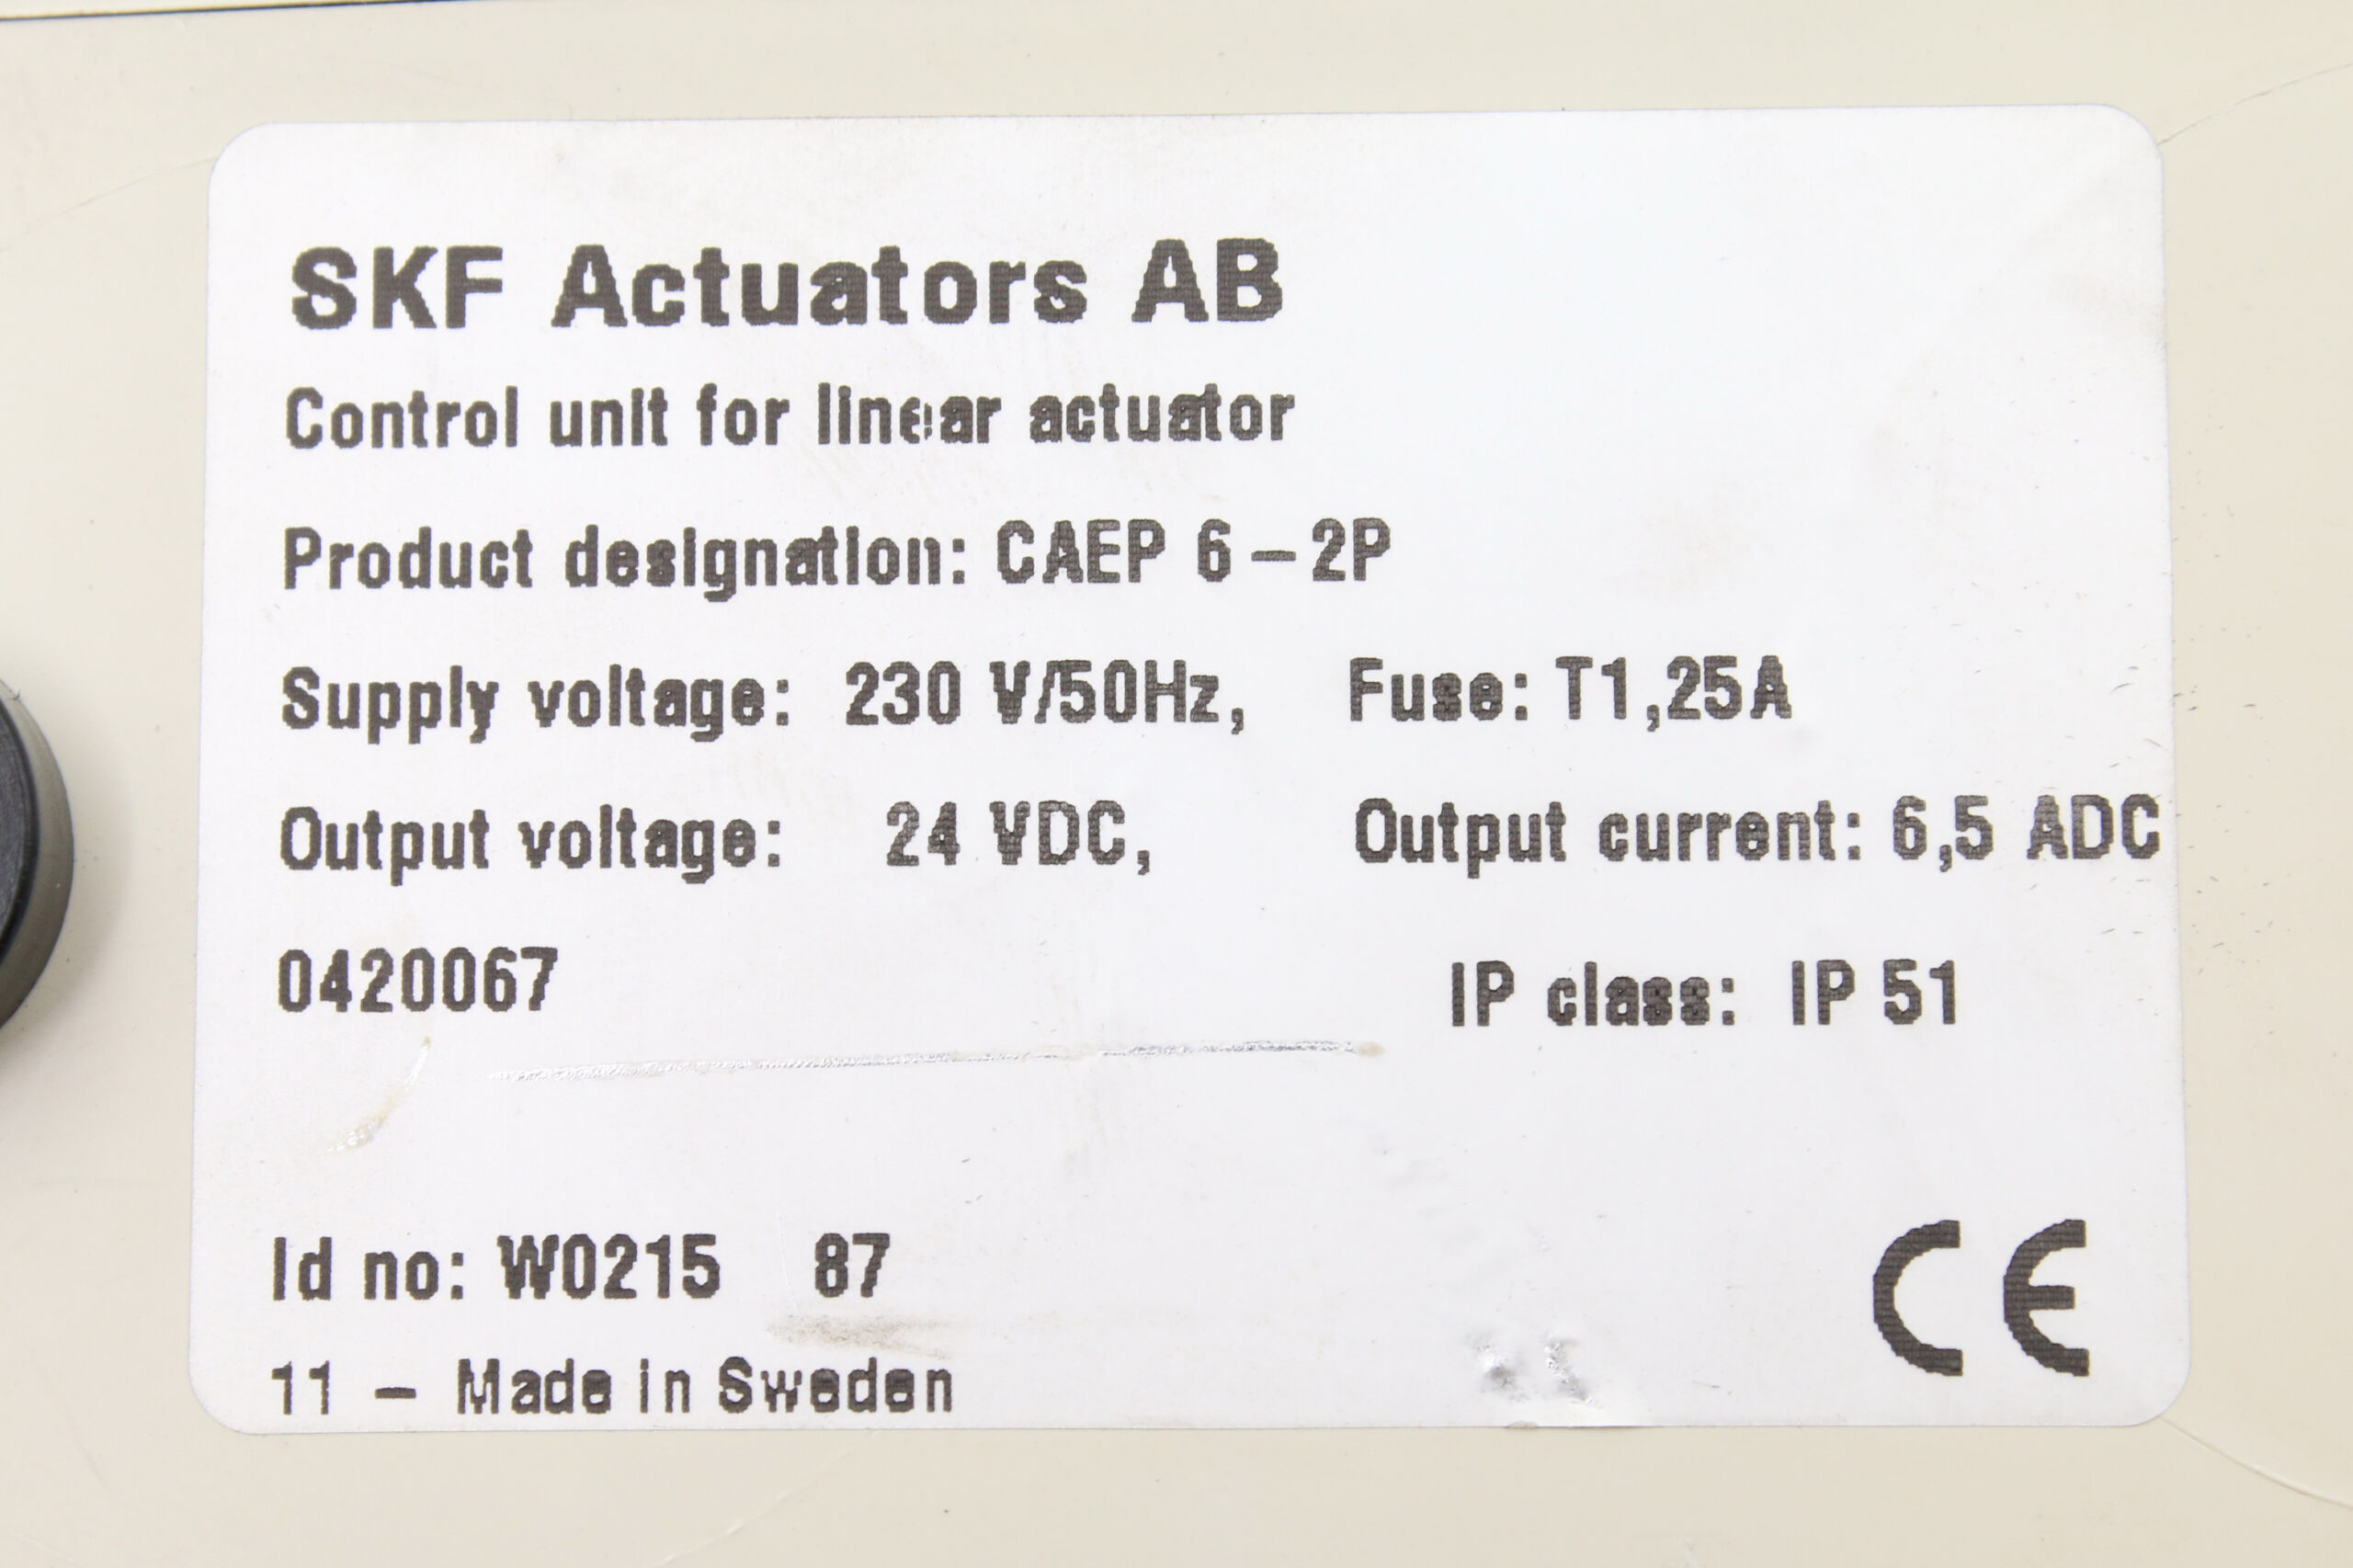 SKF Actuators AB
Control unit for linear actuator
Product designation: CAEP 6-2P
Supply voltage: 230 V/50Hz, Fuse: T1,25A
Output voltage: 24 VDC, Output current: 6,5 ADC
0420067 IP class: IP 51
Id no: W0215 87
CE
11 - Made in Sweden